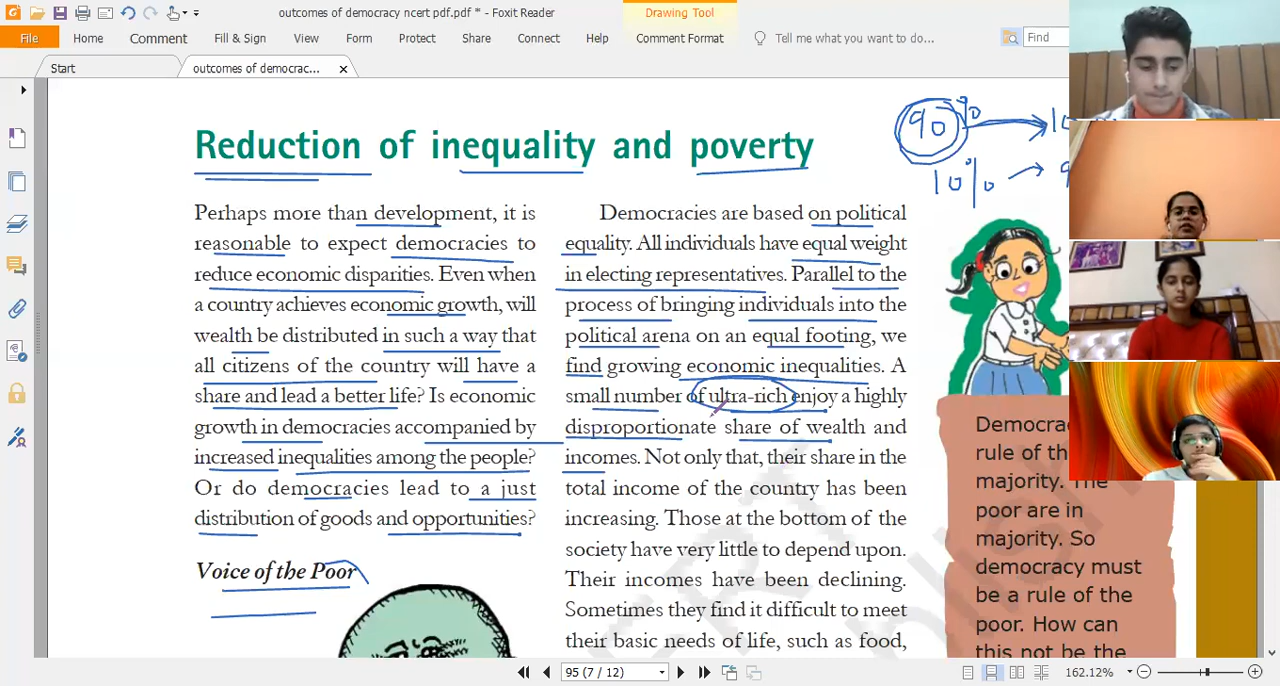 outcomes of democracy ncert pdf.pdf * - Foxit Reader
Drawing Tool
File Home Comment Fill & Sign View Form Protect Share Connect Help Comment Format Tell me what you want to do... Find
Start outcomes of democrac...
90%
10%
Reduction of inequality and poverty
Perhaps more than development, it is
reasonable to expect democracies to
reduce economic disparities. Even when
a country achieves economic growth, will
wealth be distributed in such a way that
all citizens of the country will have a
share and lead a better life? Is economic
growth in democracies accompanied by
increased inequalities among the people?
Or do democracies lead to a just
distribution of goods and opportunities?
Voice of the Poor
Democracies are based on political
equality. All individuals have equal weight
in electing representatives. Parallel to the
process of bringing individuals into the
political arena on an equal footing, we
find growing economic inequalities. A
small number of ultra-rich enjoy a highly
disproportionate share of wealth and
incomes. Not only that, their share in the
total income of the country has been
increasing. Those at the bottom of the
society have very little to depend upon.
Their incomes have been declining.
Sometimes they find it difficult to meet
their basic needs of life, such as food,
rule of
majority. The
poor are in
majority. So
democracy must
be a rule of the
poor. How can
this not be the
95 (7 / 12)
162.12%